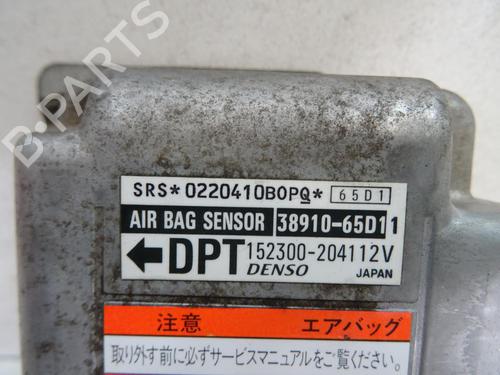 SRS*0220410B0PQ* 65D1
AIR BAG SENSOR 38910-65D11
←DPT 152300-204112V
DENSO JAPAN
注意 エアバッグ
取り外す前に必ずサービスマニュアルをご覧ください。
B-PARTS